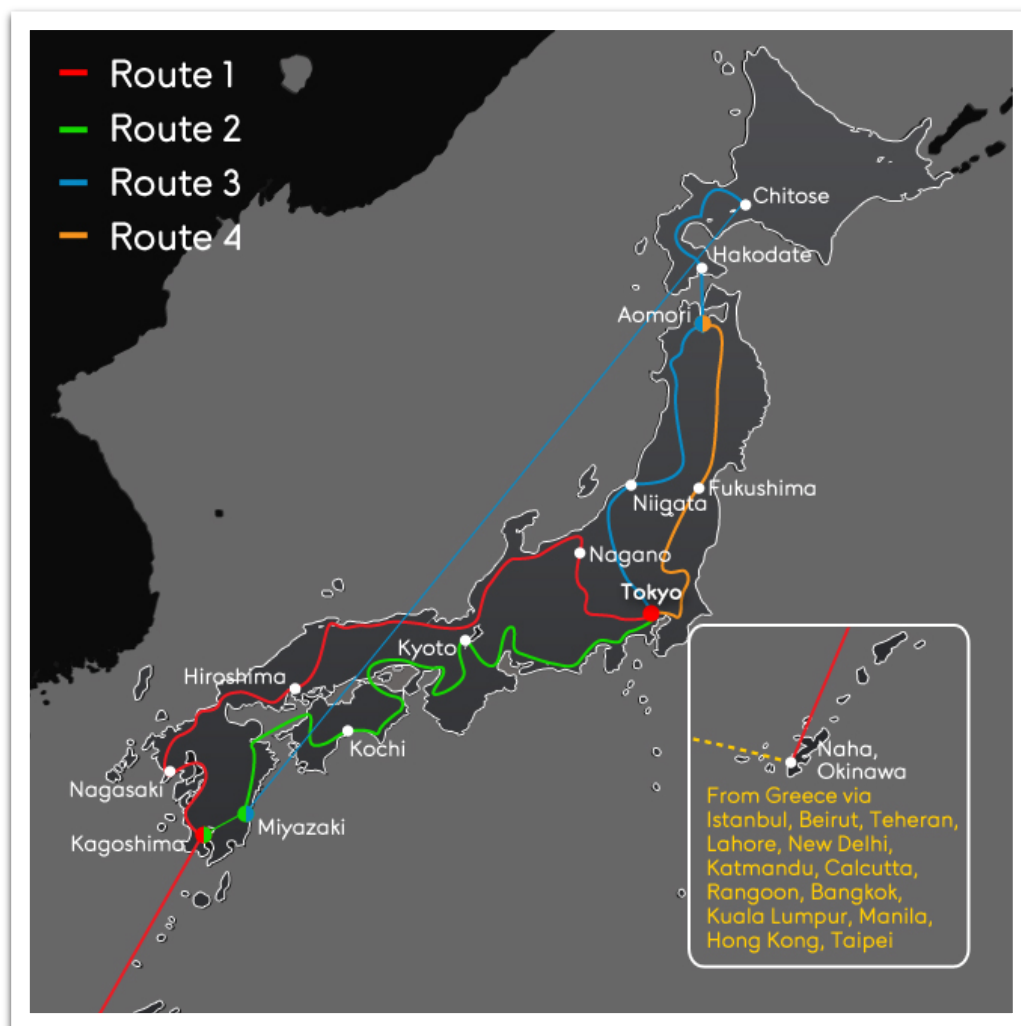 Route 1
Route 2
Route 3
Route 4
Chitose
Hakodate
Aomori
Fukushima
Niigata
Nagano
Tokyo
Kyoto
Hiroshima
Kochi
Nagasaki
Miyazaki
Kagoshima
Naha,
Okinawa
From Greece via
Istanbul, Beirut, Teheran,
Lahore, New Delhi,
Katmandu, Calcutta,
Rangoon, Bangkok,
Kuala Lumpur, Manila,
Hong Kong, Taipei